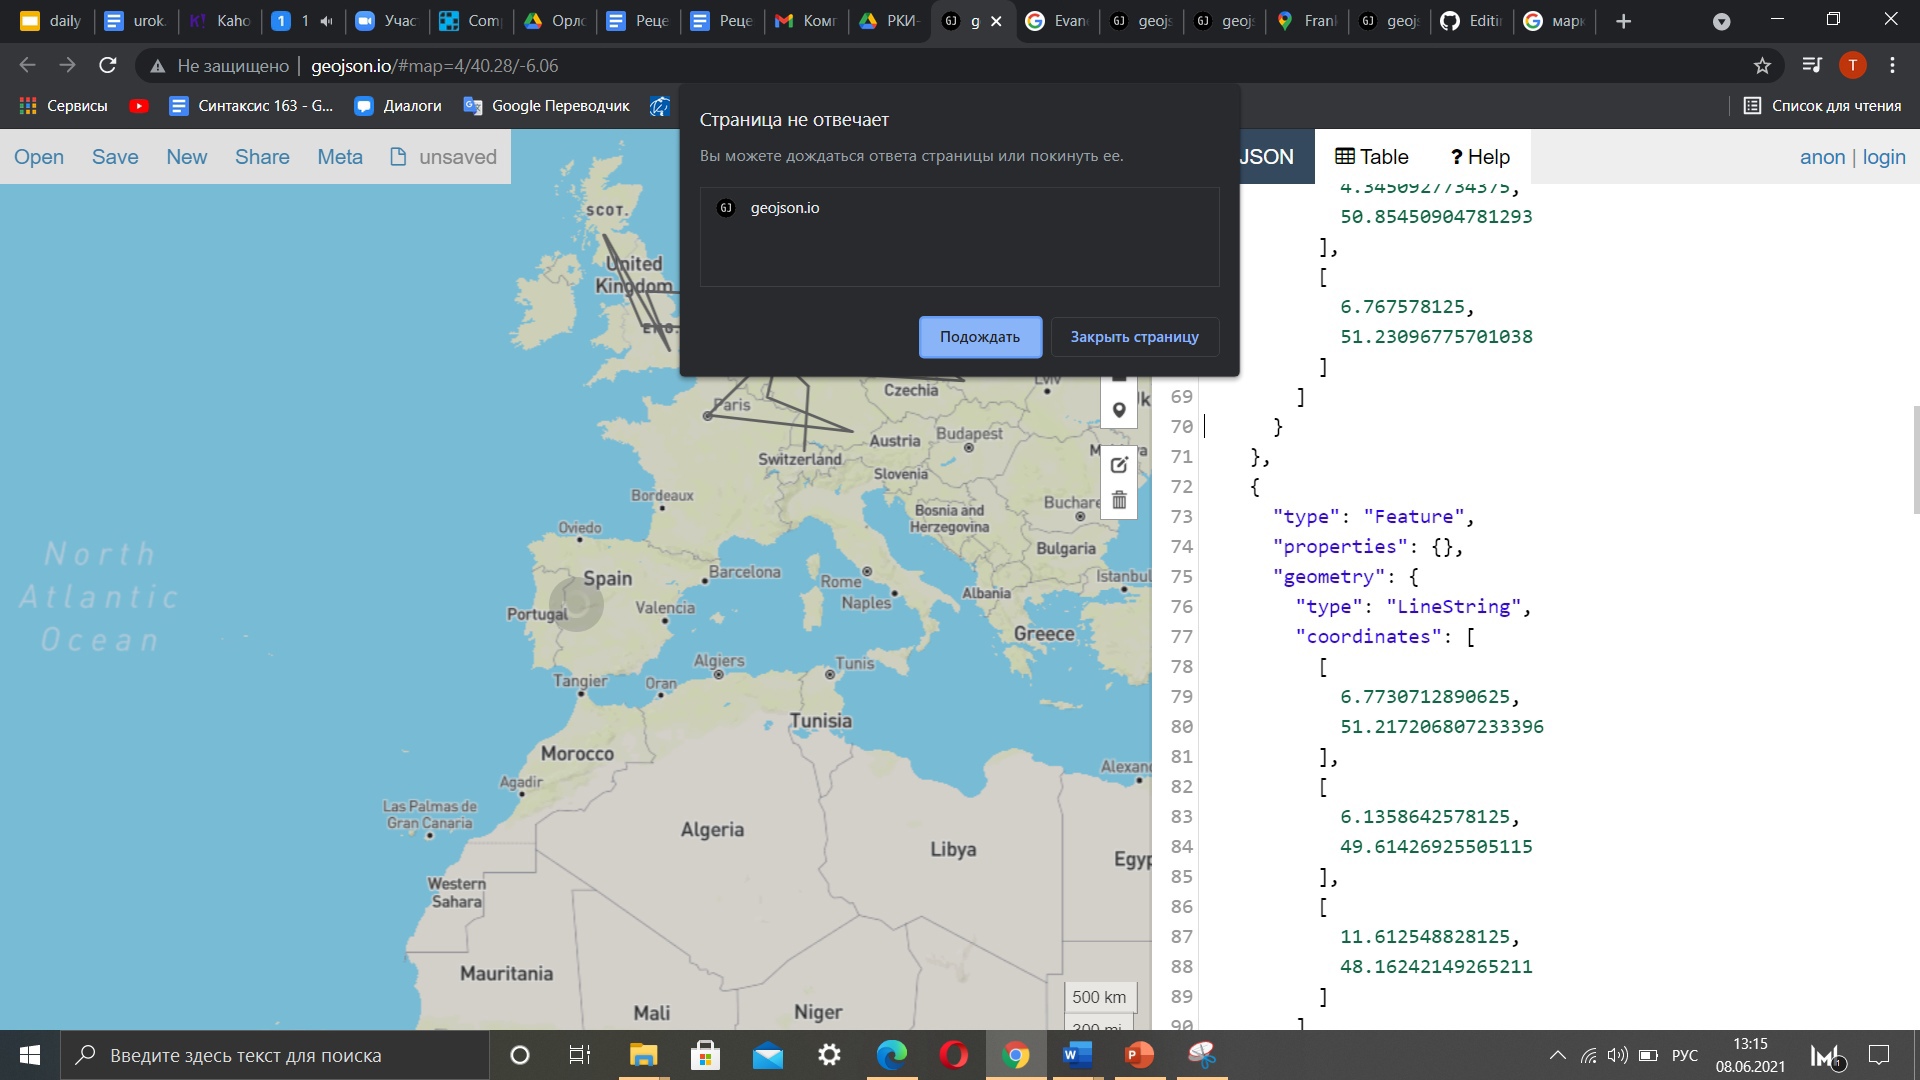 daily
urok
Kaho
1
1
Учас
Com
Орло
Реце
Реце
Комп
РКИ-
g
Evan
geojs
geojs
Frank
geojs
Editin
марк
Не защищено
geojson.io/#map=4/40.28/-6.06
T
Сервисы
Синтаксис 163 - G...
Диалоги
Google Переводчик
Список для чтения
Open
Save
New
Share
Meta
unsaved
JSON
Table
? Help
anon | login
Страница не отвечает
Вы можете дождаться ответа страницы или покинуть ее.
GJ geojson.io
Подождать
Закрыть страницу
SCOT.
United
Kingdom
ENG.
Paris
Czechia
Lviv
Uk
Austria
Budapest
Switzerland
Slovenia
Bordeaux
Bosnia and
Herzegovina
Buchare
Oviedo
Bulgaria
Spain
Barcelona
Rome
Istanbul
Portugal
Valencia
Naples
Albania
Greece
Algiers
Tunis
Tangier
Oran
North
Atlantic
Ocean
Tunisia
Morocco
Agadir
Alexan
Las Palmas de
Gran Canaria
Algeria
Libya
Egyp
Western
Sahara
Mauritania
Mali
Niger
500 km
300 mi
4.3450927734375,
50.85450904781293
],
[
6.767578125,
51.23096775701038
]
69 ]
70 }
71 },
72 {
73 "type": "Feature",
74 "properties": {},
75 "geometry": {
76 "type": "LineString",
77 "coordinates": [
78 [
79 6.7730712890625,
80 51.217206807233396
81 ],
82 [
83 6.1358642578125,
84 49.61426925505115
85 ],
86 [
87 11.612548828125,
88 48.16242149265211
89 ]
90 ]
Введите здесь текст для поиска
РУС
13:15
08.06.2021
1